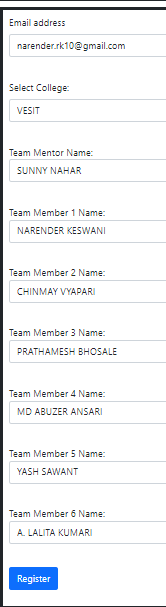 Email address
narender.rk10@gmail.com
Select College:
VESIT
Team Mentor Name:
SUNNY NAHAR
Team Member 1 Name:
NARENDER KESWANI
Team Member 2 Name:
CHINMAY VYAPARI
Team Member 3 Name:
PRATHAMESH BHOSALE
Team Member 4 Name:
MD ABUZER ANSARI
Team Member 5 Name:
YASH SAWANT
Team Member 6 Name:
A. LALITA KUMARI
Register